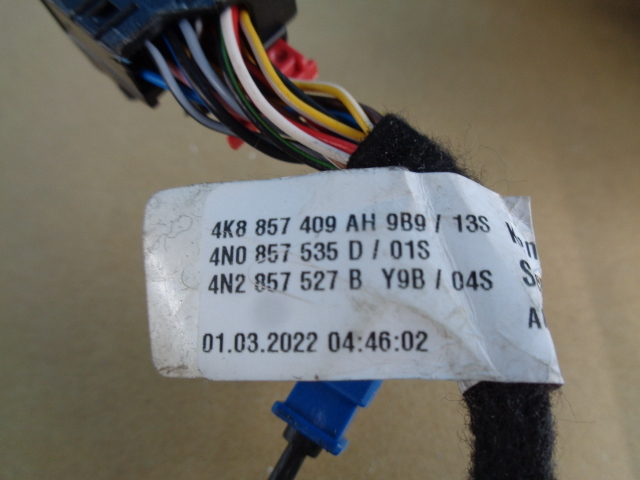 4K8 857 409 AH 9B9 / 13S
4N0 857 535 D / 01S
4N2 857 527 B Y9B / 04S
01.03.2022 04:46:02